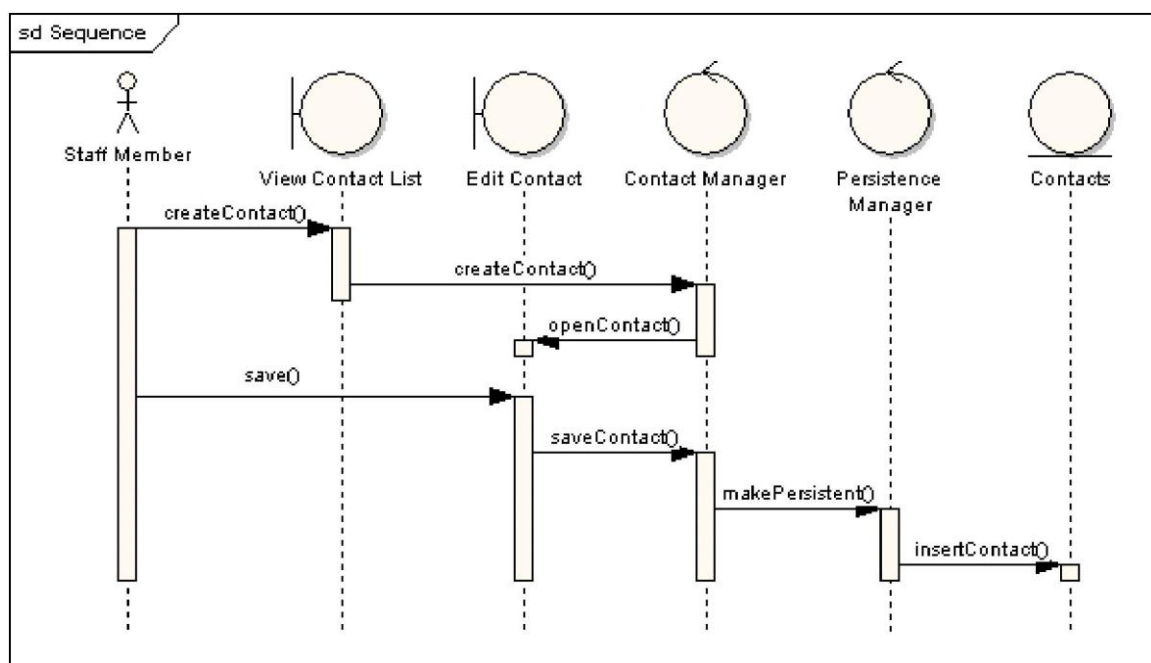 sd Sequence
Staff Member
View Contact List
Edit Contact
Contact Manager
Persistence
Manager
Contacts
createContact()
createContact()
openContact()
save()
saveContact()
makePersistent()
insertContact()